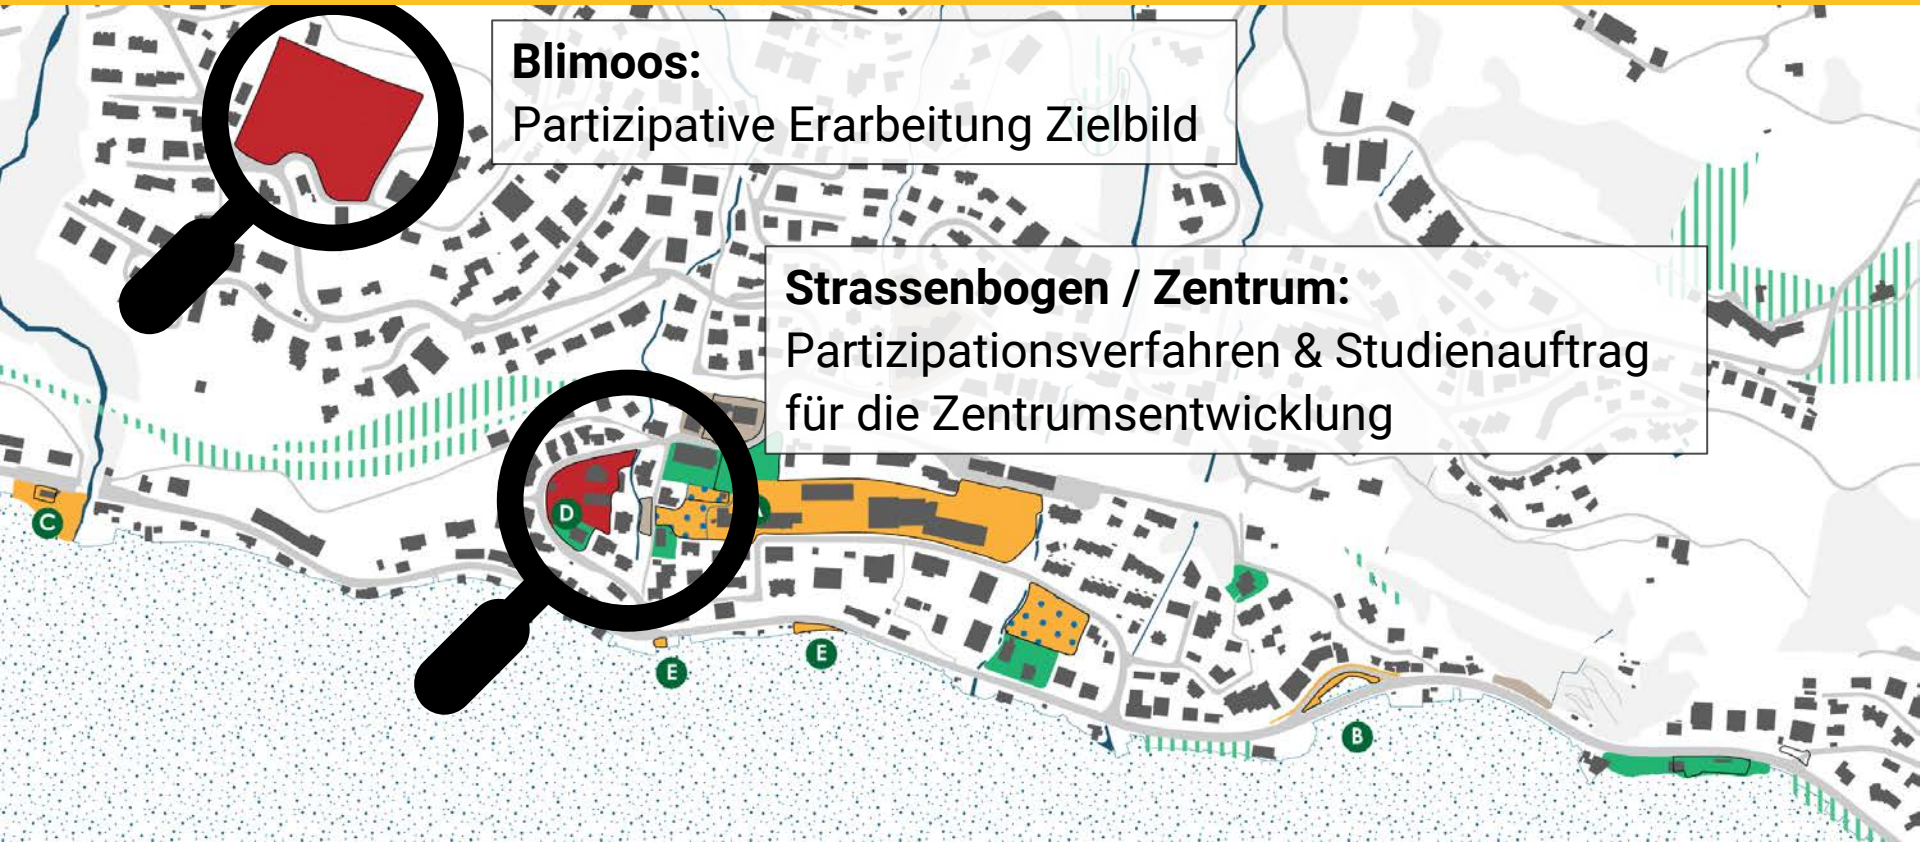 Blimoos:
Partizipative Erarbeitung Zielbild
Strassenbogen / Zentrum:
Partizipationsverfahren & Studienauftrag
für die Zentrumsentwicklung
C
D
A
E
E
B